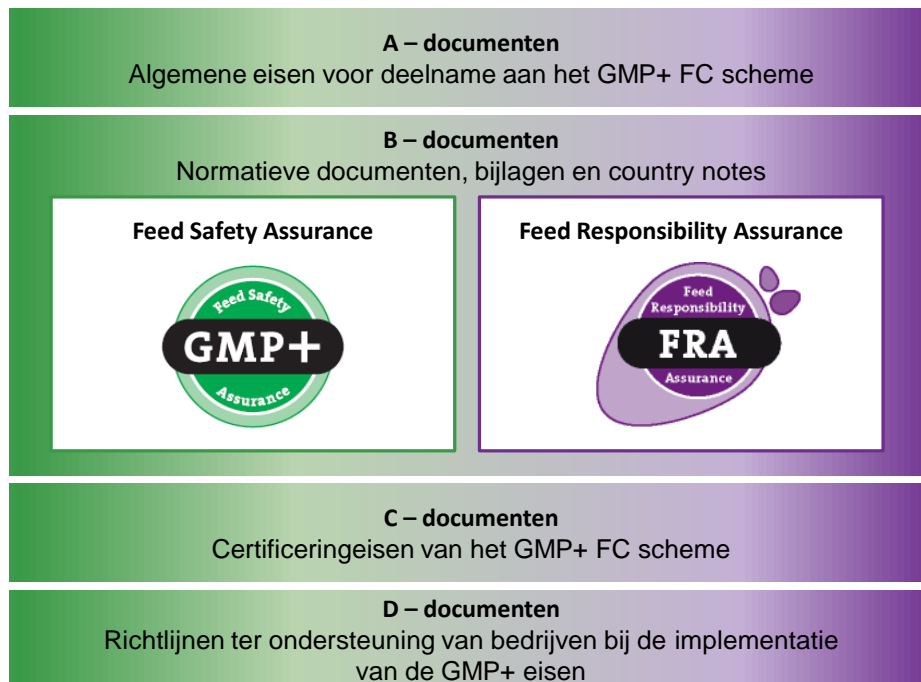 A – documenten
Algemene eisen voor deelname aan het GMP+ FC scheme
B – documenten
Normatieve documenten, bijlagen en country notes
Feed Safety Assurance
Feed Safety
GMP+
Assurance
Feed Responsibility Assurance
Feed
Responsibility
FRA
Assurance
C – documenten
Certificeringeisen van het GMP+ FC scheme
D – documenten
Richtlijnen ter ondersteuning van bedrijven bij de implementatie
van de GMP+ eisen